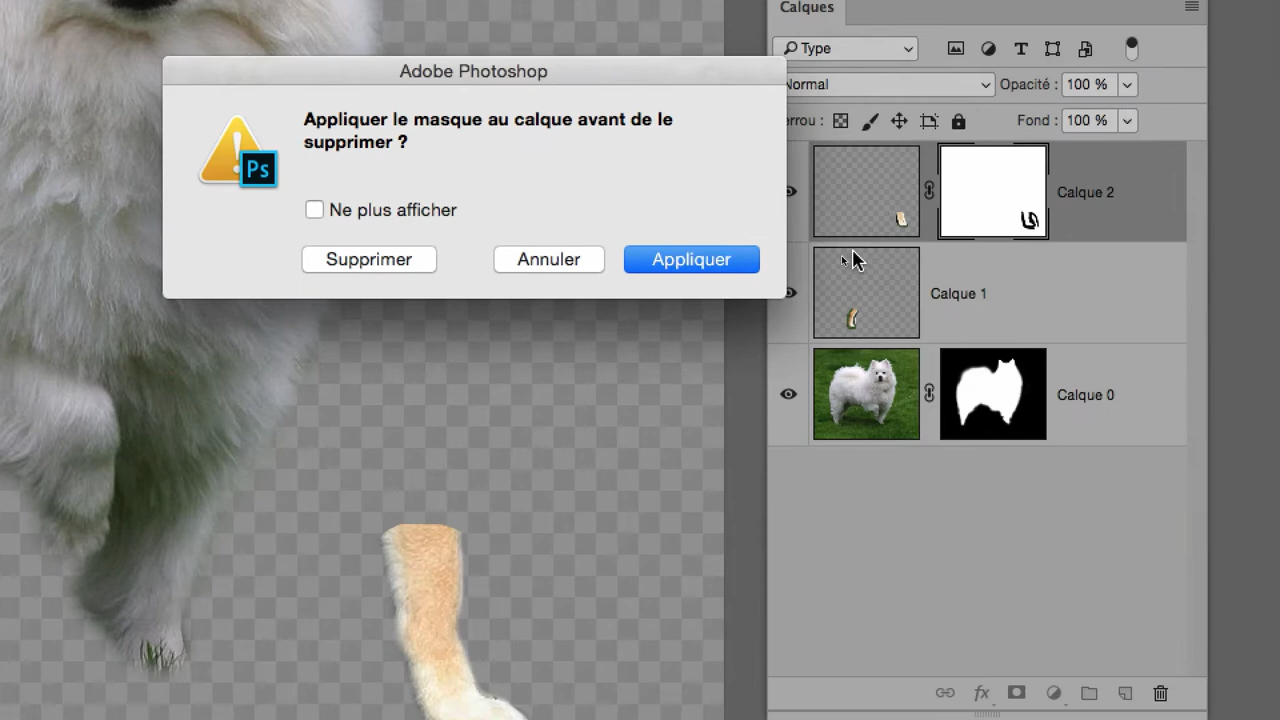 Calques
Adobe Photoshop
Type
T
Appliquer le masque au calque avant de le
supprimer ?
Ps
Normal
Opacité : 100 %
errou :
Fond : 100 %
Ne plus afficher
Calque 2
Supprimer
Annuler
Appliquer
Calque 1
Calque 0
fx